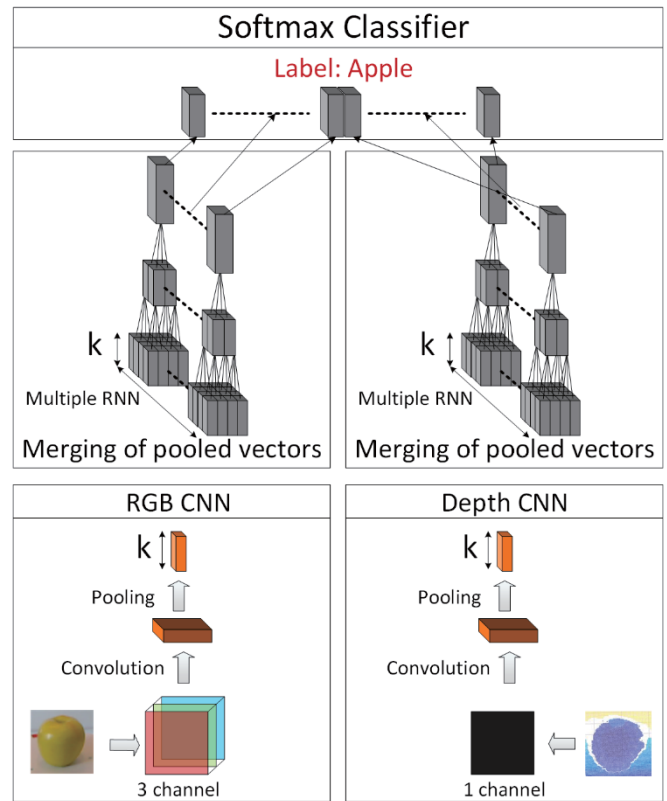 Softmax Classifier
Label: Apple
k
Multiple RNN
Merging of pooled vectors
k
Multiple RNN
Merging of pooled vectors
RGB CNN
k
Pooling
Convolution
3 channel
Depth CNN
k
Pooling
Convolution
1 channel